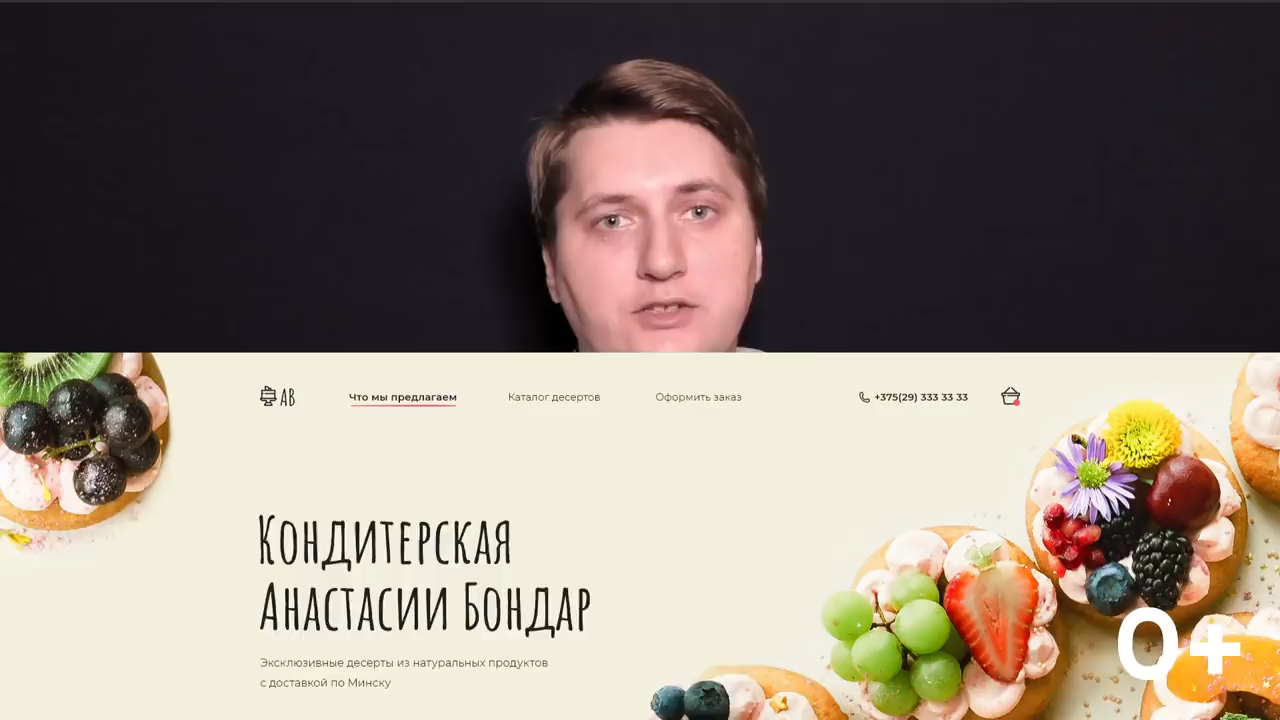 АВ
Что мы предлагаем
Каталог десертов
Оформить заказ
+375(29) 333 33 33
Кондитерская
Анастасии Бондар
Эксклюзивные десерты из натуральных продуктов
с доставкой по Минску
0+